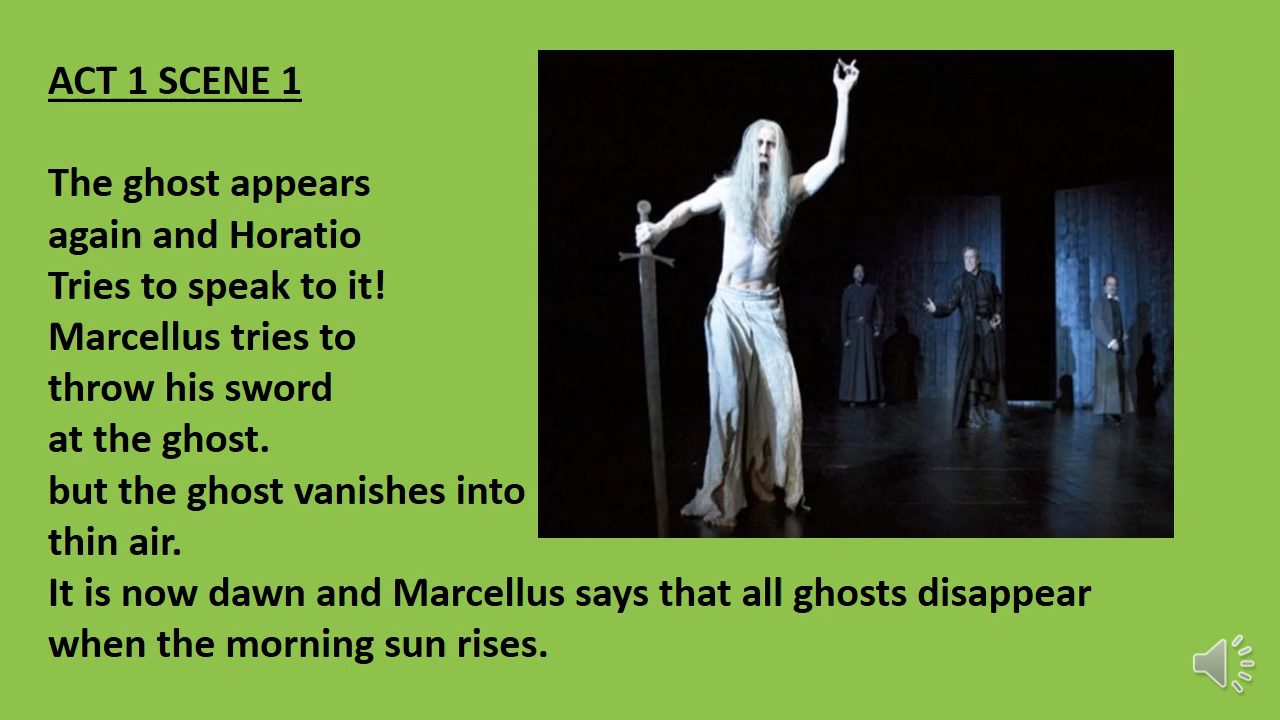 ACT 1 SCENE 1
The ghost appears
again and Horatio
Tries to speak to it!
Marcellus tries to
throw his sword
at the ghost.
but the ghost vanishes into
thin air.
It is now dawn and Marcellus says that all ghosts disappear
when the morning sun rises.